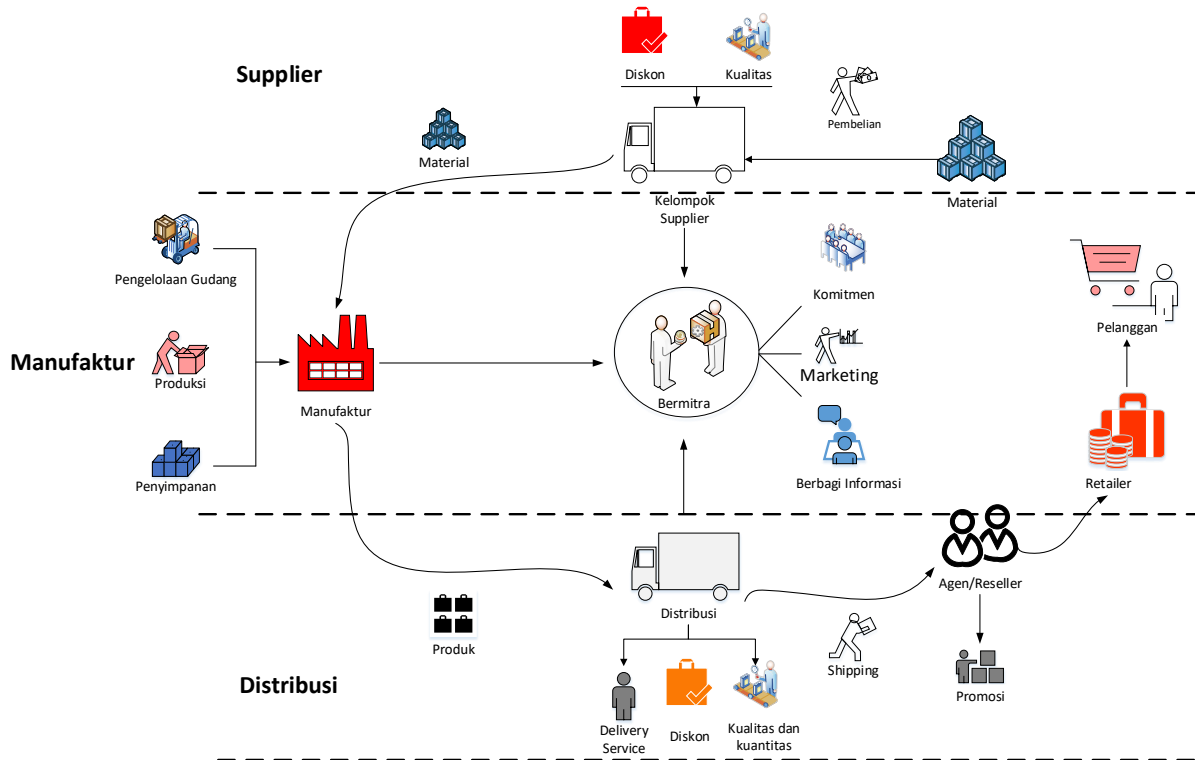 Supplier
Diskon
Kualitas
Pembelian
Material
Kelompok
Supplier
Material
Pengelolaan Gudang
Komitmen
Pelanggan
Manufaktur
Produksi
Marketing
Manufaktur
Bermitra
Penyimpanan
Berbagi Informasi
Retailer
Agen/Reseller
Distribusi
Produk
Shipping
Distribusi
Promosi
Delivery
Service
Diskon
Kualitas dan
kuantitas